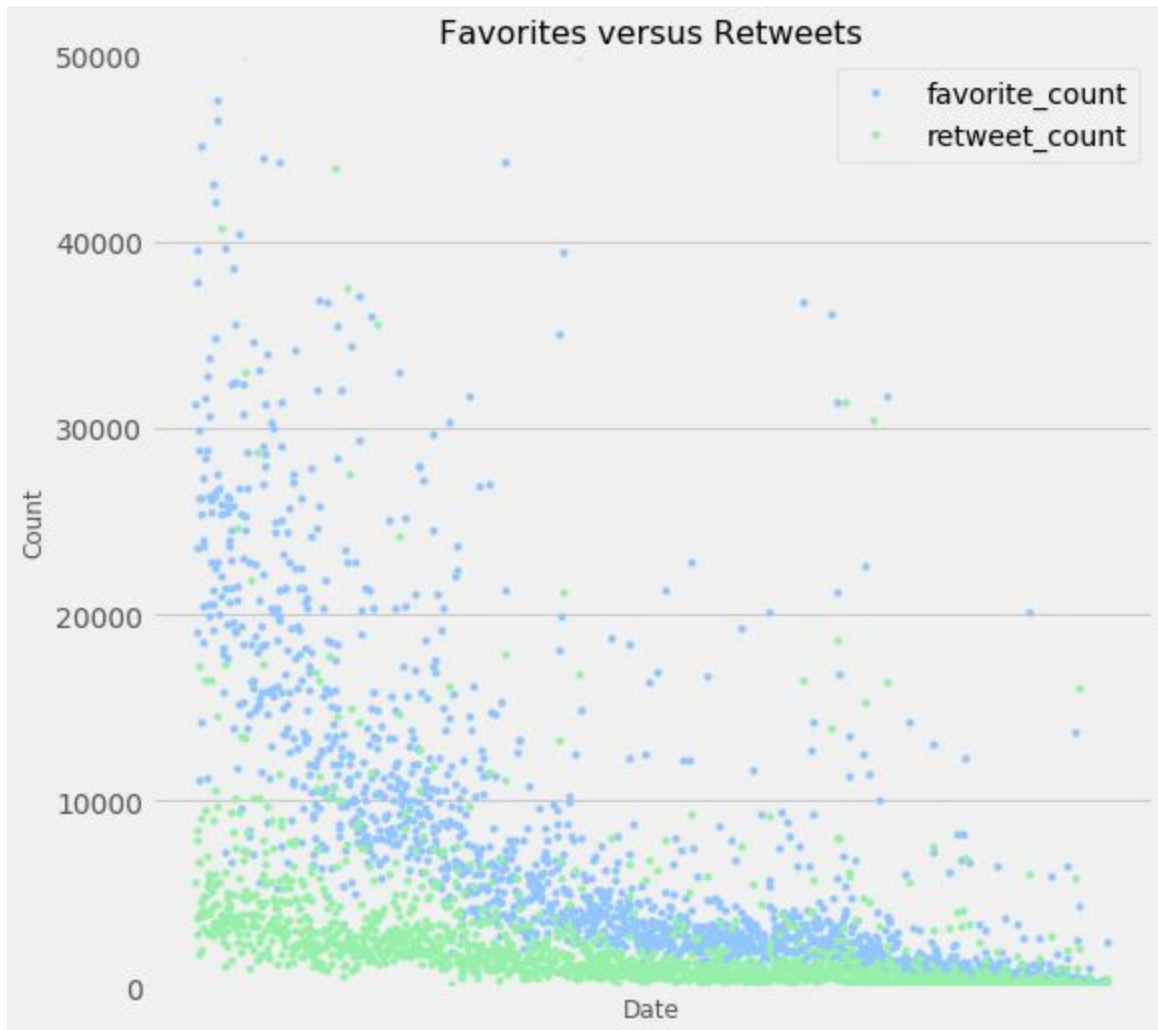 Favorites versus Retweets
50000
favorite_count
retweet_count
40000
30000
Count
20000
10000
0
Date